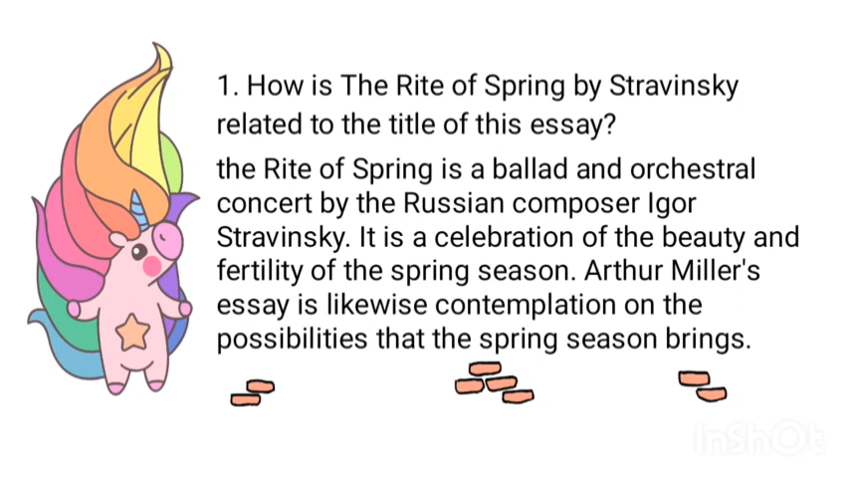 1. How is The Rite of Spring by Stravinsky
related to the title of this essay?
the Rite of Spring is a ballad and orchestral
concert by the Russian composer Igor
Stravinsky. It is a celebration of the beauty and
fertility of the spring season. Arthur Miller's
essay is likewise contemplation on the
possibilities that the spring season brings.
InShOt